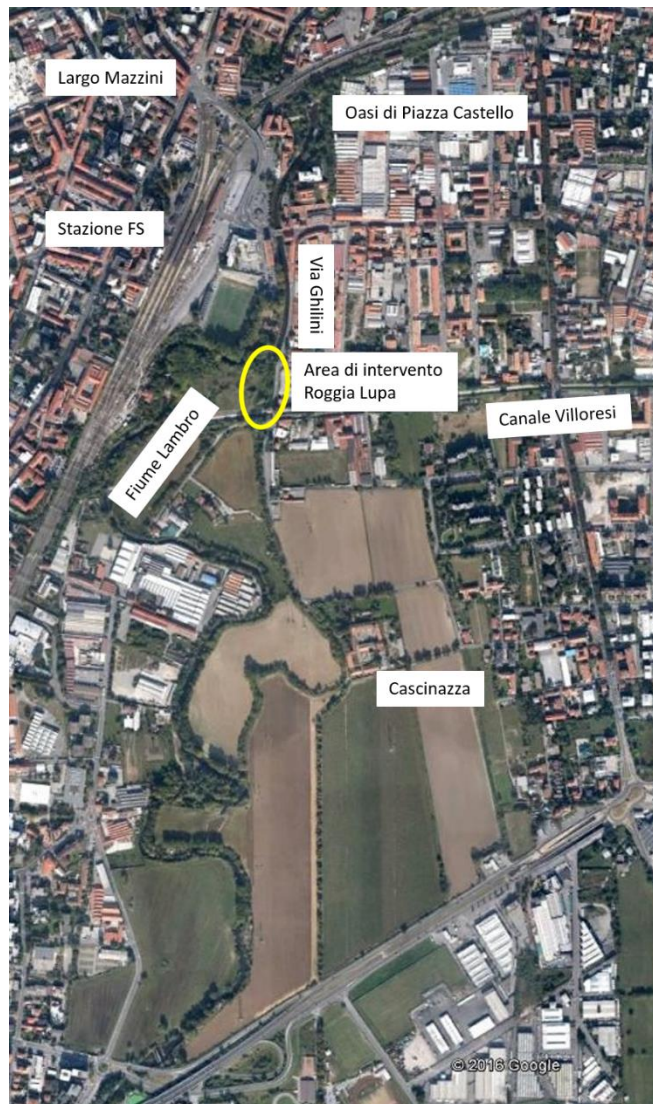 Largo Mazzini
Oasi di Piazza Castello
Stazione FS
Via Ghilini
Area di intervento
Roggia Lupa
Canale Villoresi
Fiume Lambro
Cascinazza
© 2016 Google